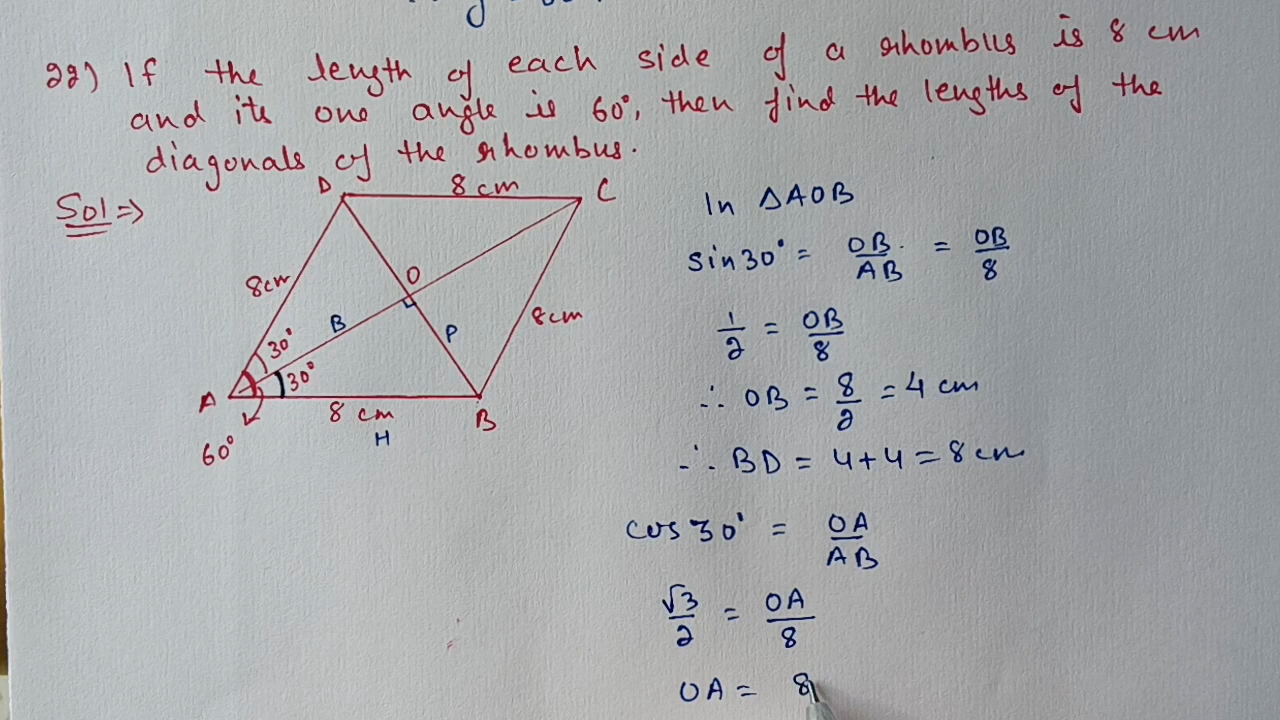 22) If the length of each side of a rhombus is 8 cm
and its one angle is 60°, then find the lengths of the
diagonals of the rhombus.
Sol ⇒
D 8 cm C
8cm O 8cm
B P
30°
30°
A 8 cm B
H
60°
In ΔAOB
sin 30° = OB/AB = OB/8
1/2 = OB/8
∴ OB = 8/2 = 4 cm
∴ BD = 4+4 = 8 cm
cos 30° = OA/AB
√3/2 = OA/8
OA = 8